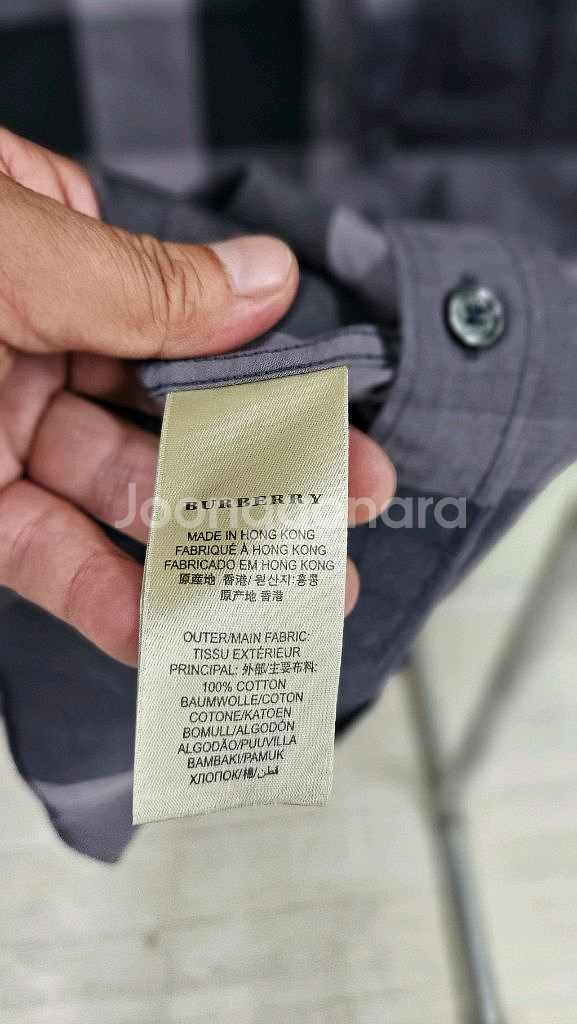 BURBERRY
MADE IN HONG KONG
FABRIQUÉ À HONG KONG
FABRICADO EM HONG KONG
原産地 香港/ 원산지:홍콩
原产地 香港
OUTER/MAIN FABRIC:
TISSU EXTÉRIEUR
PRINCIPAL: 外部/主要布料:
100% COTTON
BAUMWOLLE/COTON
COTONE/KATOEN
BOMULL/ALGODÓN
ALGODÃO/PUUVILLA
BAMBAKI/PAMUK
ХЛОПОК/棉/قطن
Joonggonara